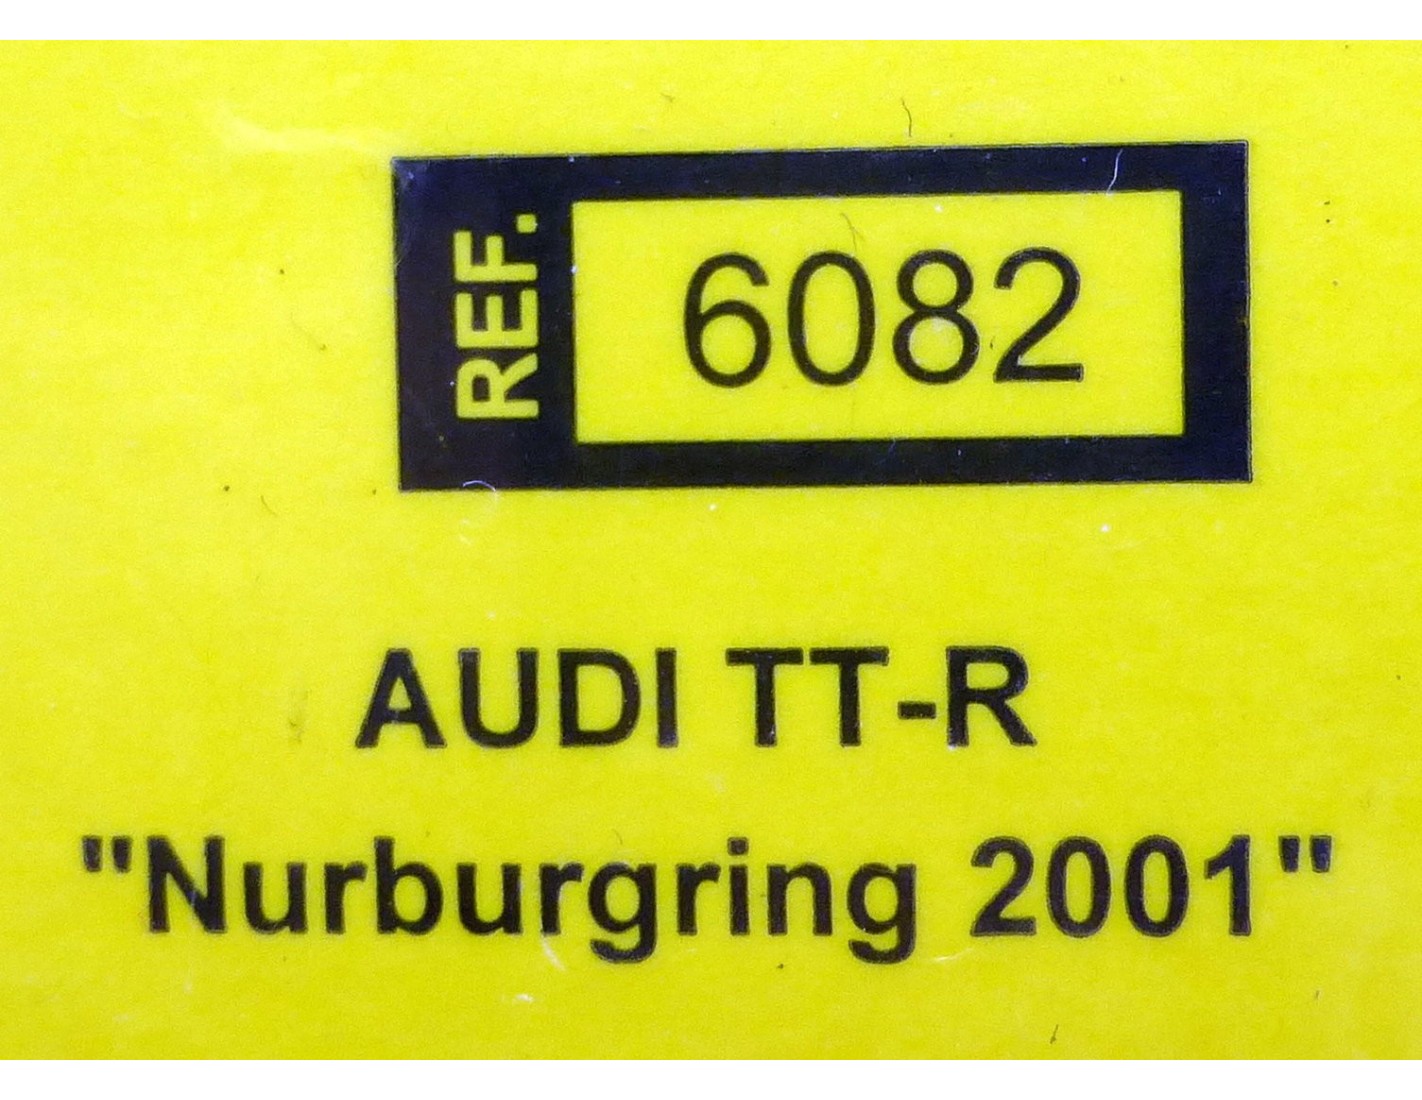 REF. 6082
AUDI TT-R
"Nurburgring 2001"